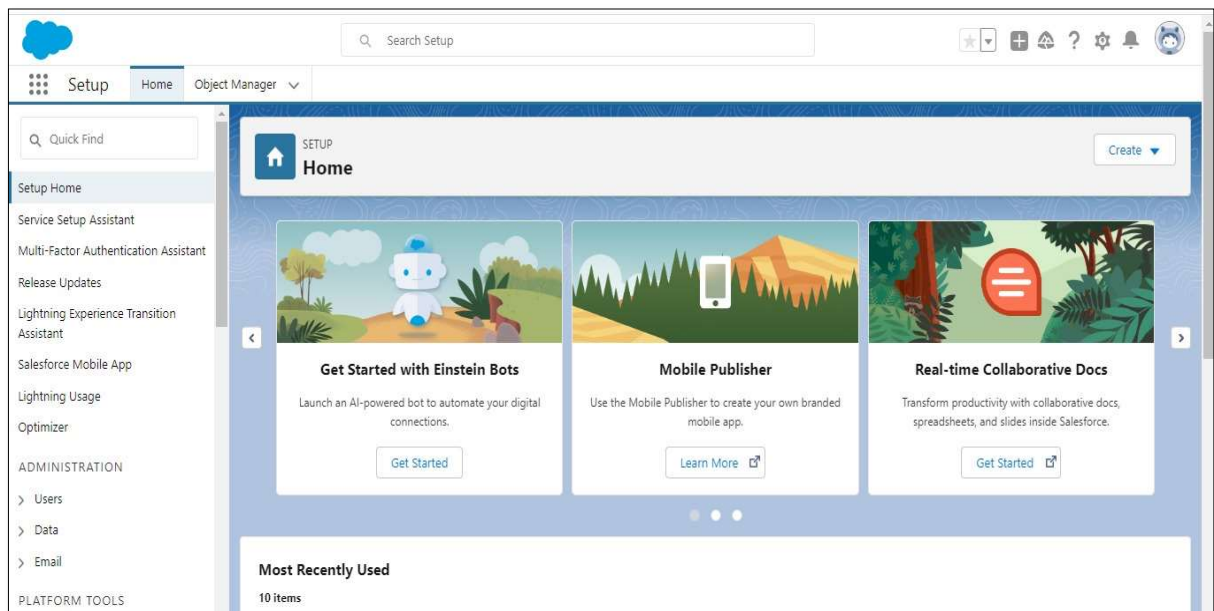 Search Setup
Setup
Home
Object Manager
Quick Find
Setup Home
Service Setup Assistant
Multi-Factor Authentication Assistant
Release Updates
Lightning Experience Transition
Assistant
Salesforce Mobile App
Lightning Usage
Optimizer
ADMINISTRATION
Users
Data
Email
PLATFORM TOOLS
SETUP
Home
Create
Get Started with Einstein Bots
Launch an AI-powered bot to automate your digital
connections.
Get Started
Mobile Publisher
Use the Mobile Publisher to create your own branded
mobile app.
Learn More
Real-time Collaborative Docs
Transform productivity with collaborative docs,
spreadsheets, and slides inside Salesforce.
Get Started
Most Recently Used
10 items